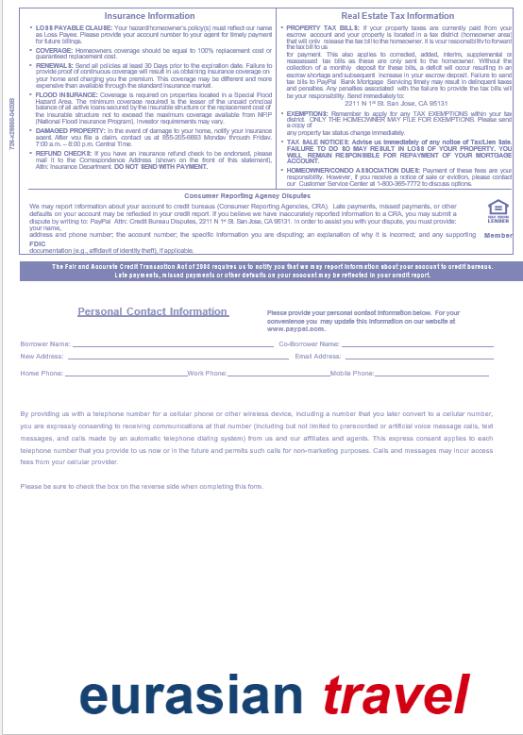 Insurance Information
• LOSS PAYABLE CLAUSE: Your hazard/homeowner's policy(s) must reflect our name
as Loss Payee. Please provide your account number to your agent for timely payment
for future billings.
• COVERAGE: Homeowners coverage should be equal to 100% replacement cost or
guaranteed replacement cost.
• RENEWALS: Send all policies at least 30 Days prior to the expiration date. Failure to
provide proof of continuous coverage will result in us obtaining insurance coverage on
your home and charging you the premium. This coverage may be different and more
expensive than available through the standard insurance market.
• FLOOD INSURANCE: Coverage is required on properties located in a Special Flood
Hazard Area. The minimum coverage required is the lesser of the unpaid principal
balance of all active loans secured by the insurable structure or the replacement cost of
the insurable structure not to exceed the maximum coverage available from NFIP
(National Flood Insurance Program). Investor requirements may vary.
• DAMAGED PROPERTY: In the event of damage to your home, notify your insurance
agent. After you file a claim, contact us at Monday through Friday,
7:00 a.m. – 8:00 p.m. Central Time.
• REFUND CHECK: If you have an insurance refund check to be endorsed, please
mail it to the Correspondence Address (shown on the front of this statement),
Attn: Insurance Department. DO NOT SEND WITH PAYMENT.
Real Estate Tax Information
• PROPERTY TAX BILLS: If your property taxes are currently paid from your
escrow account and your property is located in a tax district (homeowner area)
that will only release the tax bill to the homeowner. It is your responsibility to forward
the tax bill to us
for payment. This also applies to corrected, added, interim, supplemental or
reassessed tax bills as these are only sent to the homeowner. Without the
collection of a monthly deposit for these bills, a deficit will occur resulting in an
escrow shortage and subsequent increase in your escrow deposit. Failure to send
tax bills to PayPal Bank Mortgage Servicing timely may result in delinquent taxes
and penalties. Any penalties associated with the failure to provide the tax bills will
be your responsibility. Send immediately to:
2211 N 1st St. San Jose, CA 95131
• EXEMPTIONS: Remember to apply for any TAX EXEMPTIONS within your tax
district. ONLY THE HOMEOWNER MAY FILE FOR EXEMPTIONS. Please send
a copy of
any property tax status change immediately.
• TAX SALE NOTICE'S: Advise us immediately of any notice of Tax/Lien Sale.
FAILURE TO DO SO MAY RESULT IN LOSS OF YOUR PROPERTY. YOU
WILL REMAIN RESPONSIBLE FOR REPAYMENT OF YOUR MORTGAGE
ACCOUNT.
• HOMEOWNER/CONDO ASSOCIATION DUES: Payment of these fees are your
responsibility. However, if you receive a notice of sale or eviction, please contact
our Customer Service Center at 1-800-365-7772 to discuss options.
Consumer Reporting Agency Disputes
We may report information about your account to credit bureaus (Consumer Reporting Agencies, CRA). Late payments, missed payments, or other
defaults on your account may be reflected in your credit report. If you believe we have inaccurately reported information to a CRA, you may submit a
dispute by writing to: PayPal Attn: Credit Bureau Disputes, 2211 N 1st St. San Jose, CA 95131. In order to assist you with your dispute, you must provide:
your name,
address and phone number; the account number; the specific information you are disputing; an explanation of why it is incorrect; and any supporting
FDIC
documentation (e.g., affidavit of identity theft), if applicable.
LENDER
Member
The Fair and Accurate Credit Transaction Act of 2003 requires us to notify you that we may report information about your account to credit bureaus.
Late payments, missed payments or other defaults on your account may be reflected in your credit report.
Personal Contact Information
Please provide your personal contact information below. For your
convenience you may update this information on our website at
www.paypal.com.
Borrower Name: Co-Borrower Name:
New Address: Email Address:
Home Phone: Work Phone: Mobile Phone:
By providing us with a telephone number for a cellular phone or other wireless device, including a number that you later convert to a cellular number,
you are expressly consenting to receiving communications at that number (including but not limited to prerecorded or artificial voice message calls, text
messages, and calls made by an automatic telephone dialing system) from us and our affiliates and agents. This express consent applies to each
telephone number that you provide to us now or in the future and permits such calls for non-marketing purposes. Calls and messages may incur access
fees from your cellular provider.
Please be sure to check the box on the reverse side when completing this form.
eurasian travel